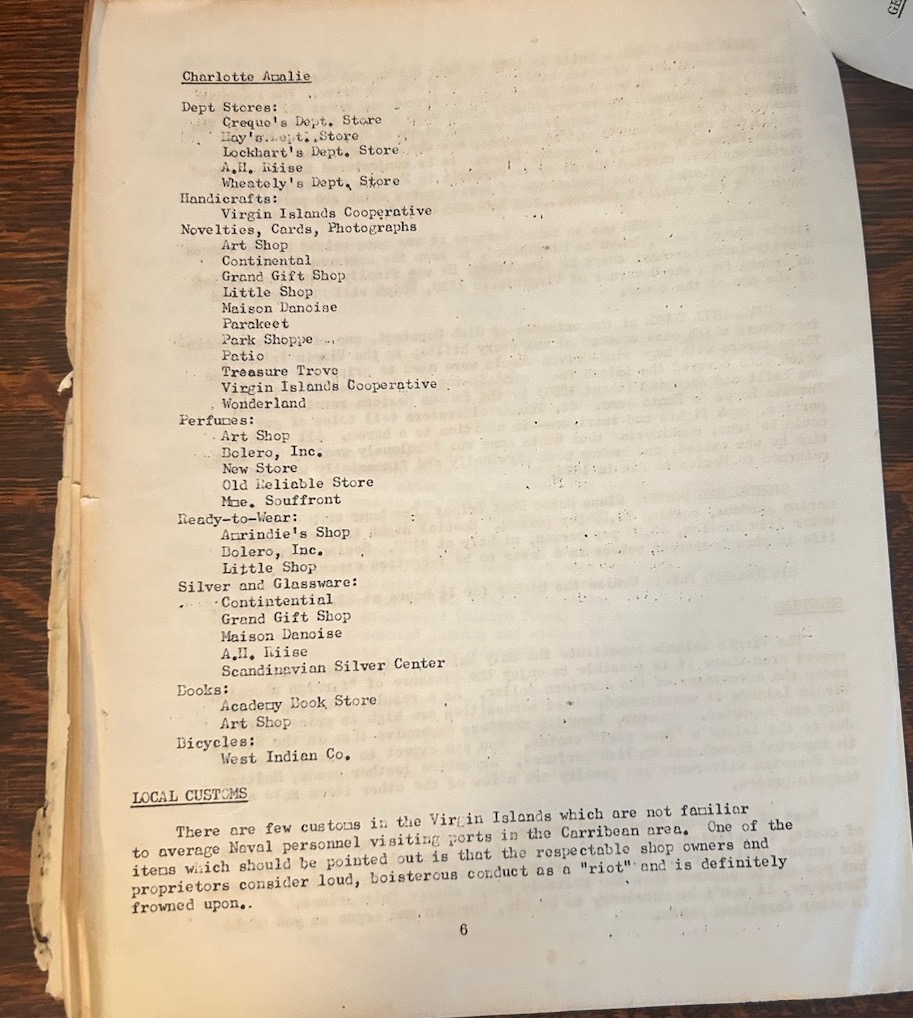 Charlotte Amalie
Dept Stores:
Creque's Dept. Store
Hay's Dept. Store
Lockhart's Dept. Store
A.H. Riise
Wheately's Dept. Store
Handicrafts:
Virgin Islands Cooperative
Novelties, Cards, Photographs
Art Shop
Continental
Grand Gift Shop
Little Shop
Maison Danoise
Parakeet
Park Shoppe
Patio
Treasure Trove
Virgin Islands Cooperative
Wonderland
Perfumes:
Art Shop
Bolero, Inc.
New Store
Old Reliable Store
Mme. Souffront
Ready-to-Wear:
Amrindie's Shop
Bolero, Inc.
Little Shop
Silver and Glassware:
Contintential
Grand Gift Shop
Maison Danoise
A.H. Riise
Scandinavian Silver Center
Books:
Academy Book Store
Art Shop
Bicycles:
West Indian Co.
LOCAL CUSTOMS
There are few customs in the Virgin Islands which are not familiar
to average Naval personnel visiting ports in the Carribean area. One of the
items which should be pointed out is that the respectable shop owners and
proprietors consider loud, boisterous conduct as a "riot" and is definitely
frowned upon..
6